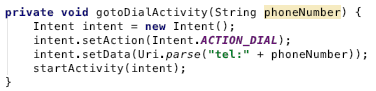 private void gotoDialActivity(String phoneNumber) {
    Intent intent = new Intent();
    intent.setAction(Intent.ACTION_DIAL);
    intent.setData(Uri.parse("tel:" + phoneNumber));
    startActivity(intent);
}